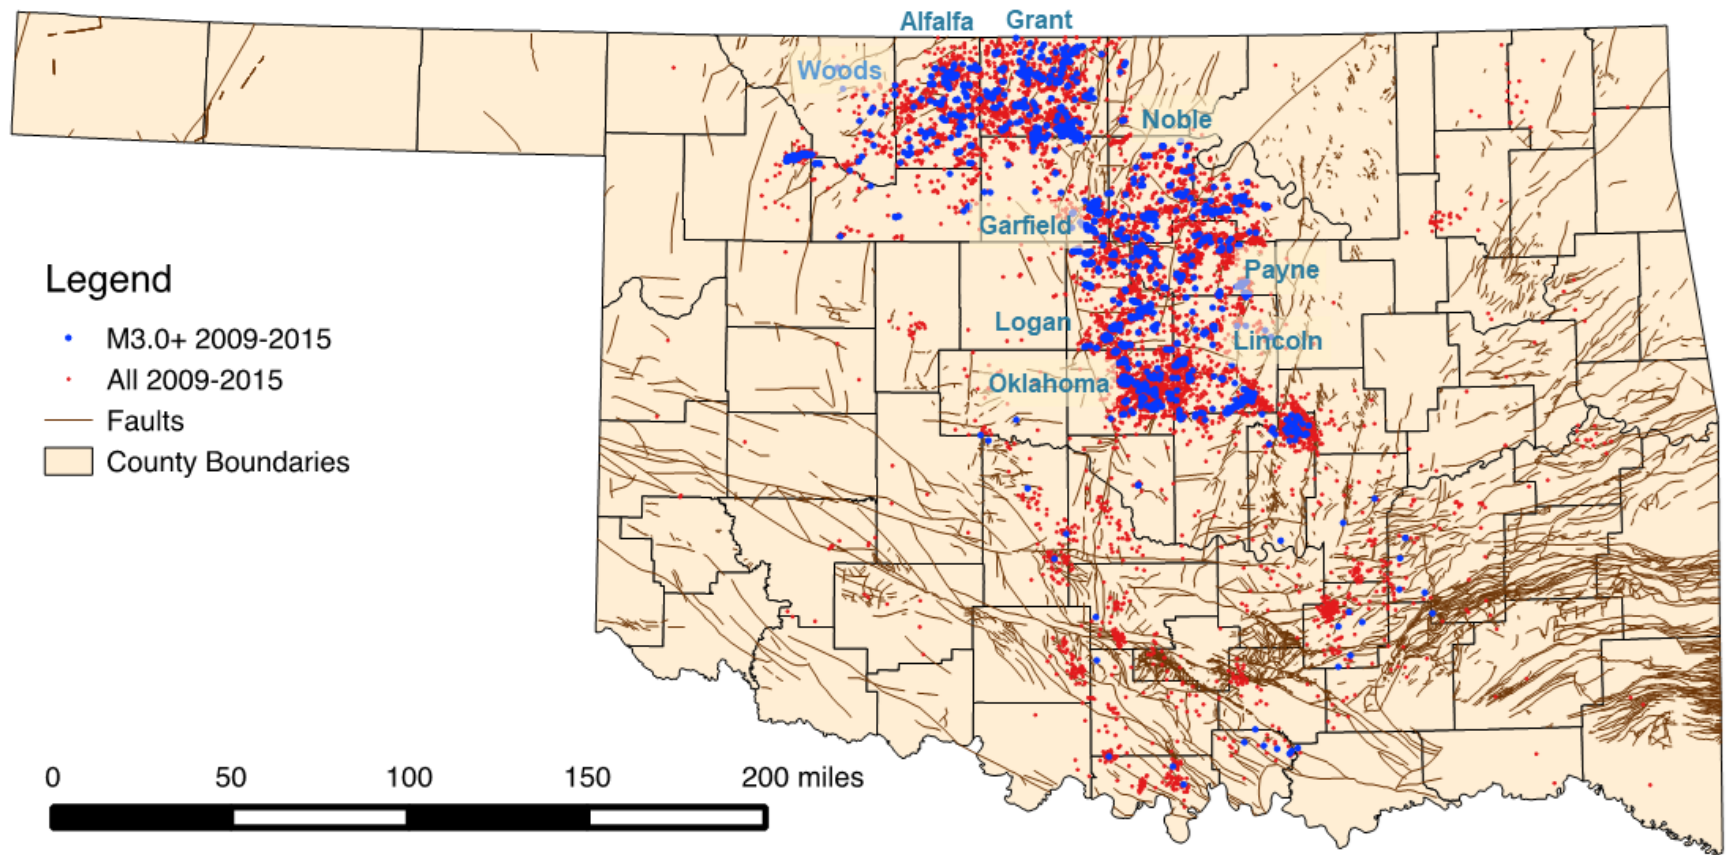 Alfalfa Grant
Woods
Noble
Garfield
Payne
Logan
Lincoln
Oklahoma
Legend
M3.0+ 2009-2015
All 2009-2015
Faults
County Boundaries
0 50 100 150 200 miles